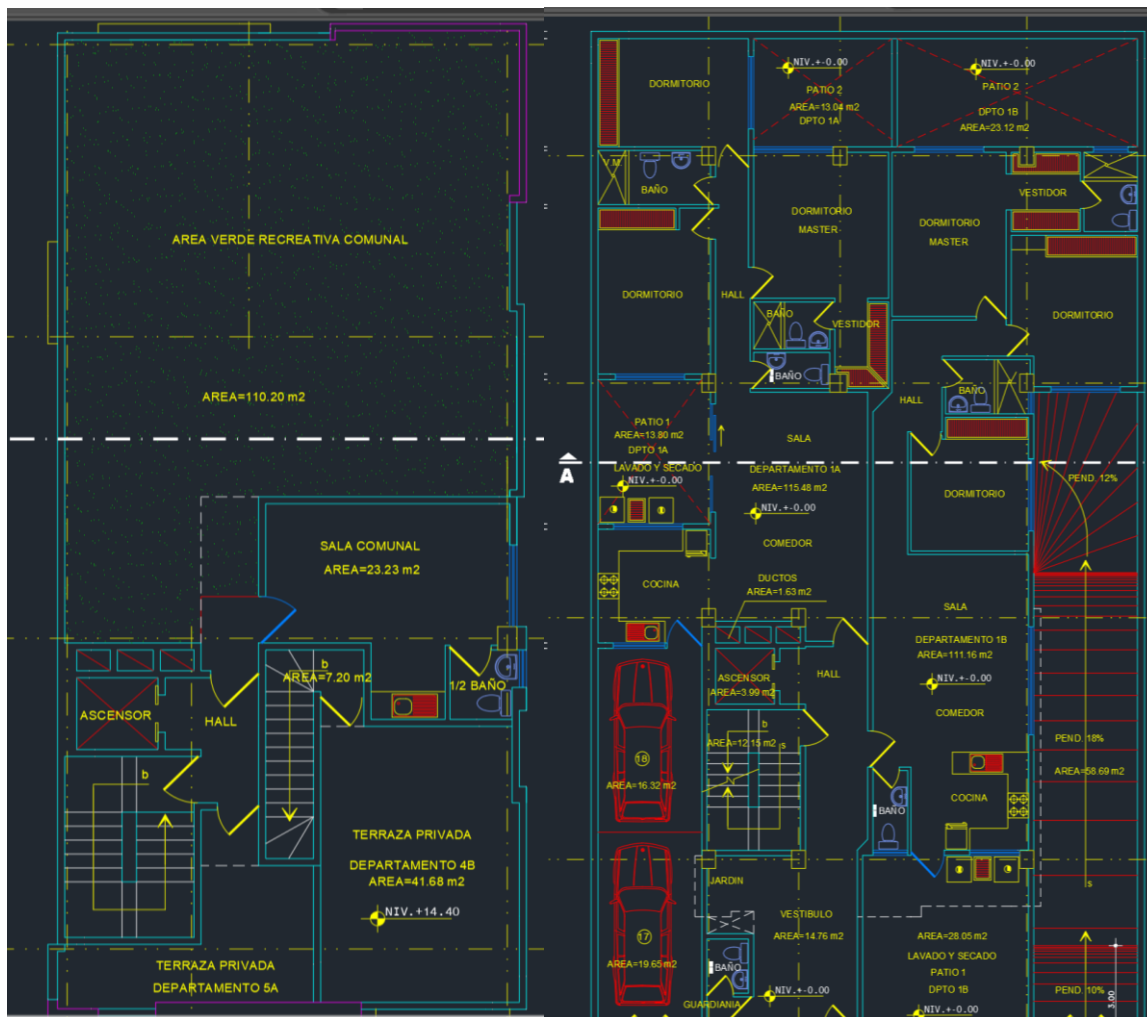 AREA VERDE RECREATIVA COMUNAL
AREA=110.20 m2
SALA COMUNAL
AREA=23.23 m2
b
AREA=7.20 m2
1/2 BAÑO
ASCENSOR
HALL
b
TERRAZA PRIVADA
DEPARTAMENTO 4B
AREA=41.68 m2
NIV.+14.40
TERRAZA PRIVADA
DEPARTAMENTO 5A
DORMITORIO
NIV.+-0.00
PATIO 2
AREA=13.04 m2
DPTO 1A
NIV.+-0.00
PATIO 2
DPTO 1B
AREA=23.12 m2
V.M.
BAÑO
VESTIDOR
DORMITORIO
MASTER
DORMITORIO
MASTER
DORMITORIO
HALL
BAÑO
VESTIDOR
DORMITORIO
BAÑO
HALL
BAÑO
PATIO 1
AREA=13.80 m2
DPTO 1A
LAVADO Y SECADO
NIV.+-0.00
SALA
DEPARTAMENTO 1A
AREA=115.48 m2
NIV.+-0.00
COMEDOR
A
PEND. 12%
DORMITORIO
COCINA
DUCTOS
AREA=1.63 m2
SALA
DEPARTAMENTO 1B
AREA=111.16 m2
NIV.+-0.00
COMEDOR
ASCENSOR
AREA=3.99 m2
HALL
b
AREA=12.15 m2
s
18
AREA=16.32 m2
PEND. 18%
AREA=58.69 m2
COCINA
BAÑO
JARDIN
s
VESTIBULO
AREA=14.76 m2
17
AREA=19.65 m2
BAÑO
GUARDIANIA
NIV.+-0.00
AREA=28.05 m2
LAVADO Y SECADO
PATIO 1
DPTO 1B
NIV.+-0.00
PEND. 10%
3.00